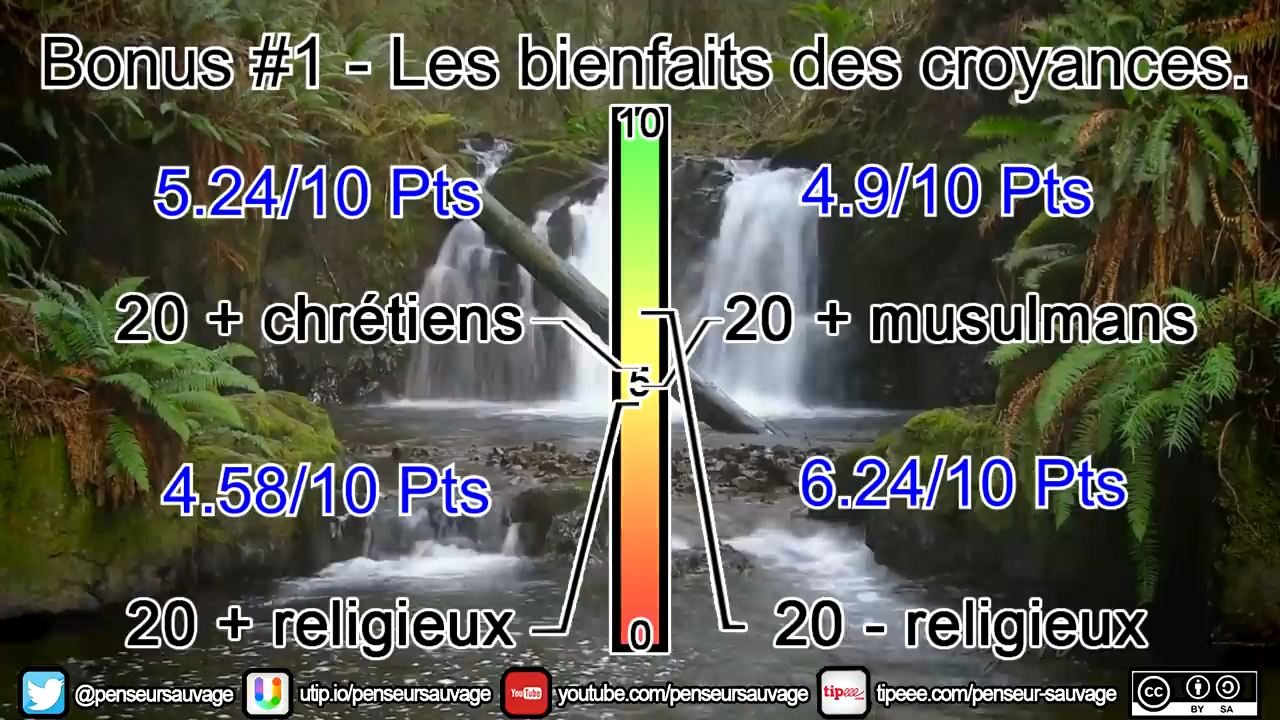 Bonus #1 - Les bienfaits des croyances.
10
5.24/10 Pts
4.9/10 Pts
20 + chrétiens
20 + musulmans
5
4.58/10 Pts
6.24/10 Pts
20 + religieux
20 - religieux
0
@penseursauvage
utip.io/penseursauvage
YouTube
youtube.com/penseursauvage
tipeee
tipeee.com/penseur-sauvage
cc BY SA